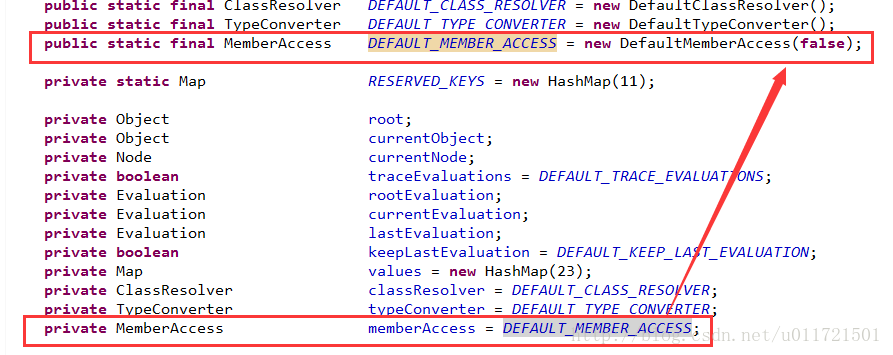 public static final ClassResolver DEFAULT_CLASS_RESOLVER = new DefaultClassResolver();
public static final TypeConverter DEFAULT_TYPE_CONVERTER = new DefaultTypeConverter();
public static final MemberAccess DEFAULT_MEMBER_ACCESS = new DefaultMemberAccess(false);
private static Map RESERVED_KEYS = new HashMap(11);
private Object root;
private Object currentObject;
private Node currentNode;
private boolean traceEvaluations = DEFAULT_TRACE_EVALUATIONS;
private Evaluation rootEvaluation;
private Evaluation currentEvaluation;
private Evaluation lastEvaluation;
private boolean keepLastEvaluation = DEFAULT_KEEP_LAST_EVALUATION;
private Map values = new HashMap(23);
private ClassResolver classResolver = DEFAULT_CLASS_RESOLVER;
private TypeConverter typeConverter = DEFAULT_TYPE_CONVERTER;
private MemberAccess memberAccess = DEFAULT_MEMBER_ACCESS;
http://blog.csdn.net/u011721501